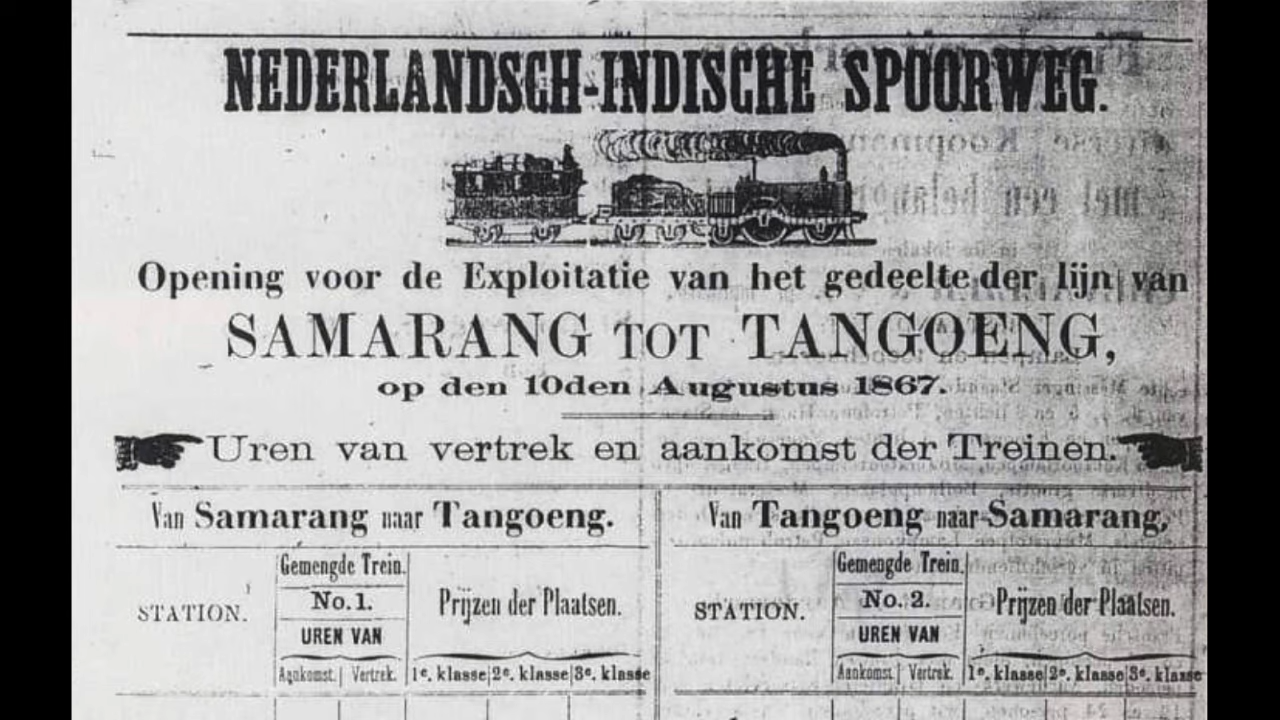 NEDERLANDSCH-INDISCHE SPOORWEG.
Opening voor de Exploitatie van het gedeelte der lijn van
SAMARANG TOT TANGOENG,
op den 10den Augustus 1867.
Uren van vertrek en aankomst der Treinen.
Van Samarang naar Tangoeng.
Van Tangoeng naar Samarang,
STATION.
Gemengde Trein.
No. 1.
UREN VAN
Aankomst. Vertrek.
Prijzen der Plaatsen.
1e. klasse 2e. klasse 3e. klasse
STATION.
Gemengde Trein.
No. 2.
UREN VAN
Aankomst. Vertrek.
Prijzen der Plaatsen.
1e. klasse 2e. klasse 3e. klasse